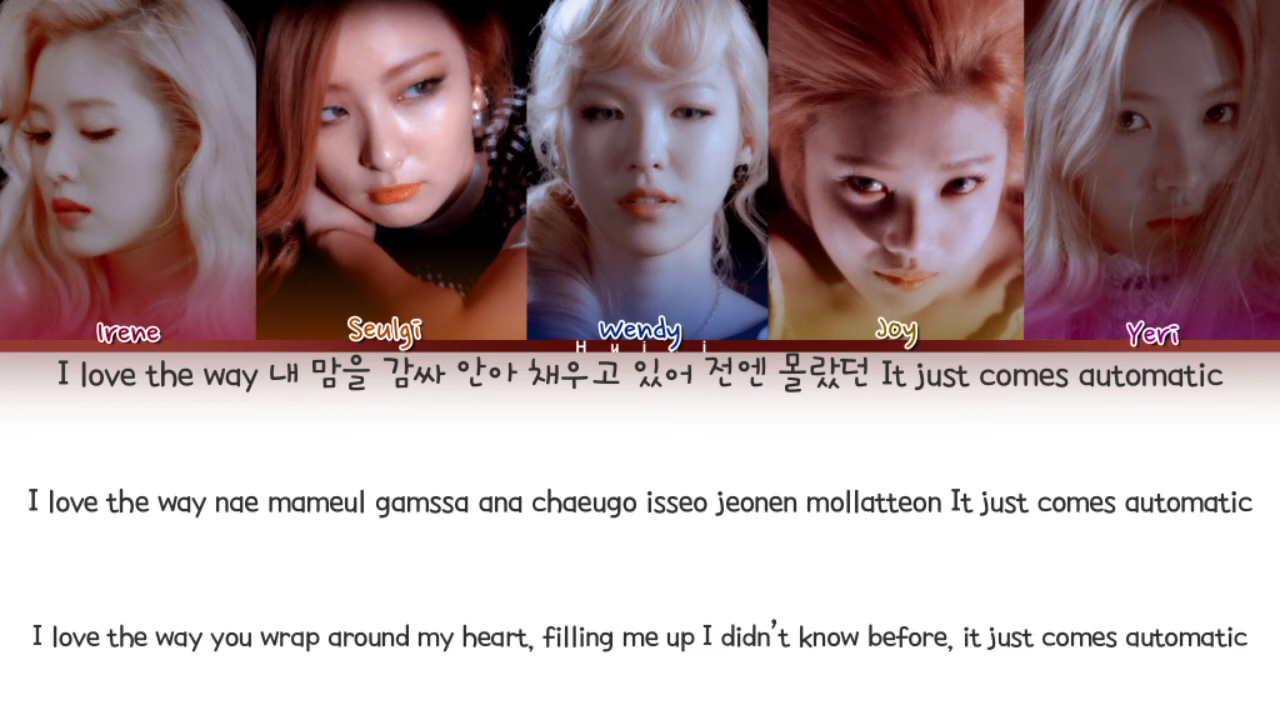 Irene Seulgi Wendy Joy Yeri
Huiji
I love the way 내 맘을 감싸 안아 채우고 있어 전엔 몰랐던 It just comes automatic
I love the way nae mameul gamssa ana chaeugo isseo jeonen mollatteon It just comes automatic
I love the way you wrap around my heart, filling me up I didn't know before, it just comes automatic